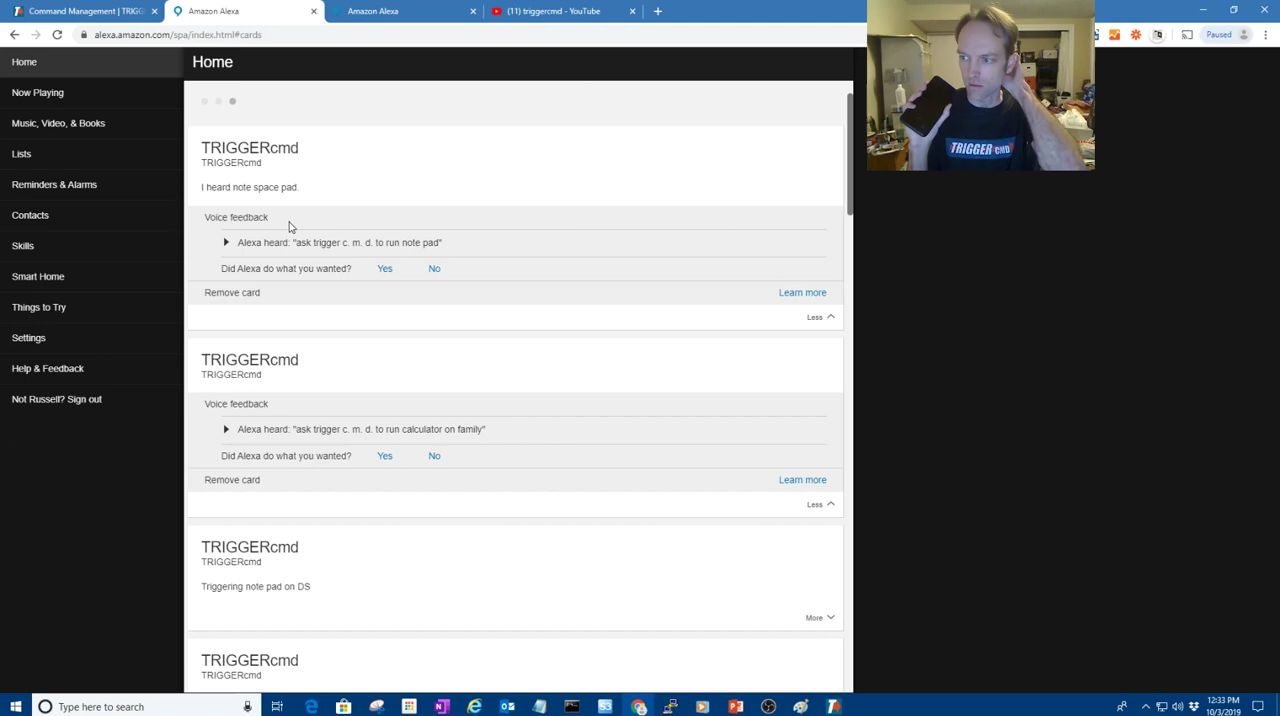 Command Management | TRIGG
Amazon Alexa
Amazon Alexa
(11) triggercmd - YouTube
alexa.amazon.com/spa/index.html#cards
Paused
Home
Now Playing
Music, Video, & Books
Lists
Reminders & Alarms
Contacts
Skills
Smart Home
Things to Try
Settings
Help & Feedback
Not Russell? Sign out
Home
TRIGGERcmd
TRIGGERcmd
I heard note space pad.
Voice feedback
Alexa heard: "ask trigger c. m. d. to run note pad"
Did Alexa do what you wanted? Yes No
Remove card Learn more
Less
TRIGGERcmd
TRIGGERcmd
Voice feedback
Alexa heard: "ask trigger c. m. d. to run calculator on family"
Did Alexa do what you wanted? Yes No
Remove card Learn more
Less
TRIGGERcmd
TRIGGERcmd
Triggering note pad on DS
More
TRIGGERcmd
TRIGGERcmd
TRIGGER CMD
Type here to search
12:33 PM
10/3/2019